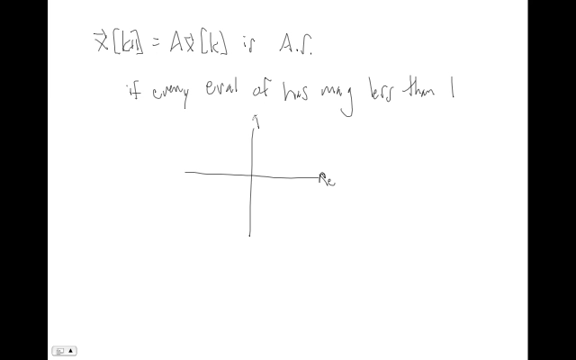 x⃗[k+1] = Ax⃗[k] is A.S.
if every eval of has mag less than 1
Re